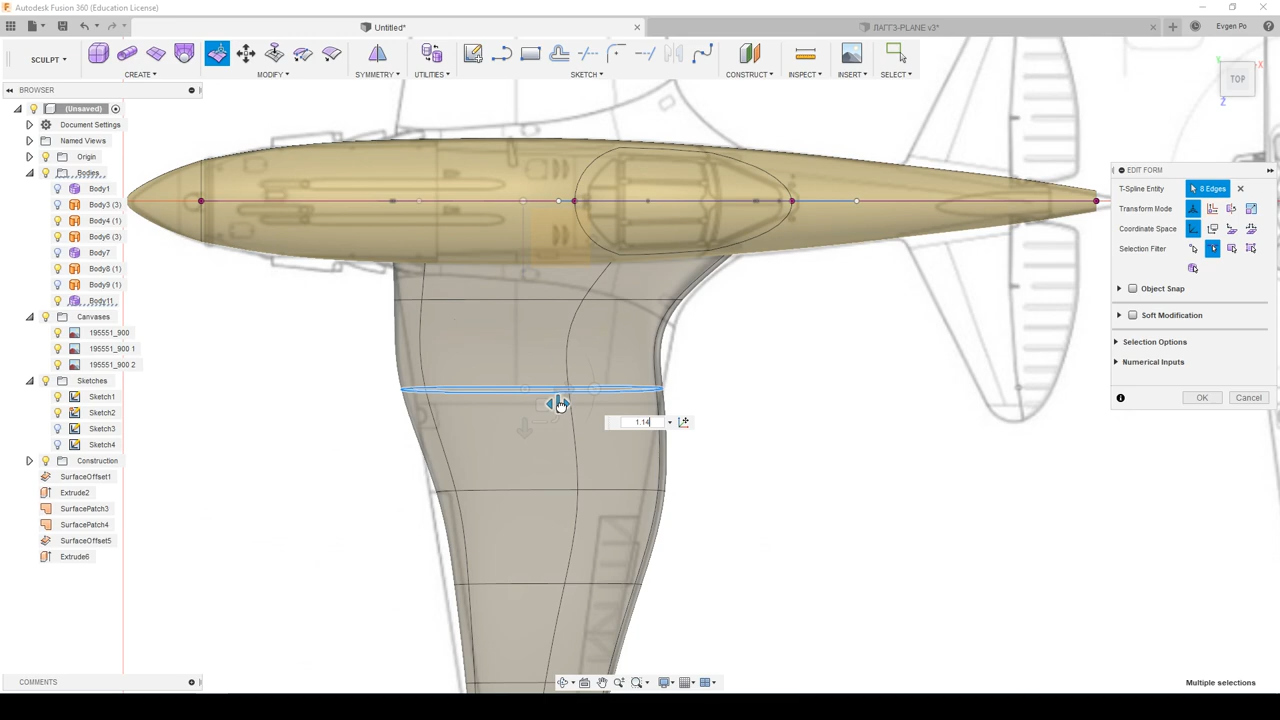 Autodesk Fusion 360 (Education License)
Untitled*
ЛАГГ3-PLANE v3*
Evgen Po
SCULPT
CREATE
MODIFY
SYMMETRY
UTILITIES
SKETCH
CONSTRUCT
INSPECT
INSERT
SELECT
BROWSER
(Unsaved)
Document Settings
Named Views
Origin
Bodies
Body1
Body3 (3)
Body4 (1)
Body6 (3)
Body7
Body8 (1)
Body9 (1)
Body11
Canvases
195551_900
195551_900 1
195551_900 2
Sketches
Sketch1
Sketch2
Sketch3
Sketch4
Construction
SurfaceOffset1
Extrude2
SurfacePatch3
SurfacePatch4
SurfaceOffset5
Extrude6
COMMENTS
1.14
X
Z
TOP
EDIT FORM
T-Spline Entity
8 Edges
Transform Mode
Coordinate Space
Selection Filter
Object Snap
Soft Modification
Selection Options
Numerical Inputs
OK
Cancel
Multiple selections